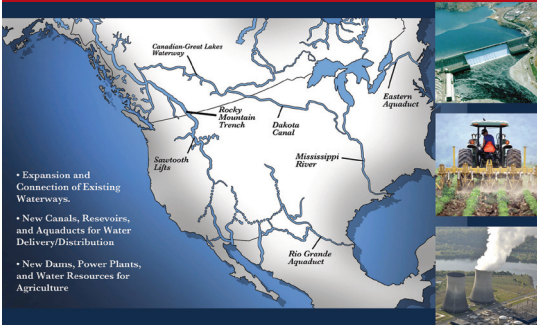 Canadian-Great Lakes
Waterway
Eastern
Aquaduct
Rocky
Mountain
Trench
Dakota
Canal
Sawtooth
Lifts
Mississippi
River
• Expansion and
Connection of Existing
Waterways.
• New Canals, Resevoirs,
and Aquaducts for Water
Delivery/Distribution
• New Dams, Power Plants,
and Water Resources for
Agriculture
Rio Grande
Aquaduct